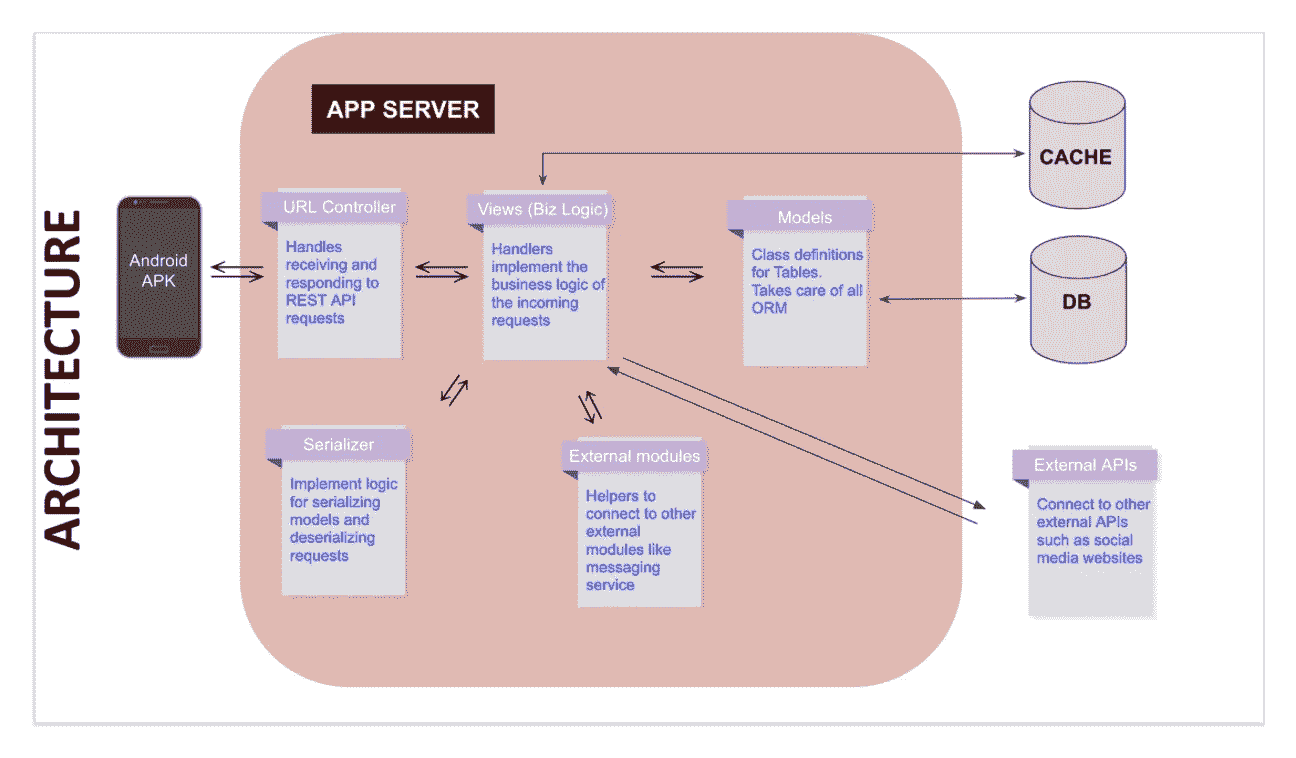 ARCHITECTURE
APP SERVER
Android
APK
URL Controller
Handles
receiving and
responding to
REST API
requests
Views (Biz Logic)
Handlers
implement the
business logic of
the incoming
requests
Models
Class definitions
for Tables.
Takes care of all
ORM
CACHE
DB
Serializer
Implement logic
for serializing
models and
deserializing
requests
External modules
Helpers to
connect to other
external
modules like
messaging
service
External APIs
Connect to other
external APIs
such as social
media websites